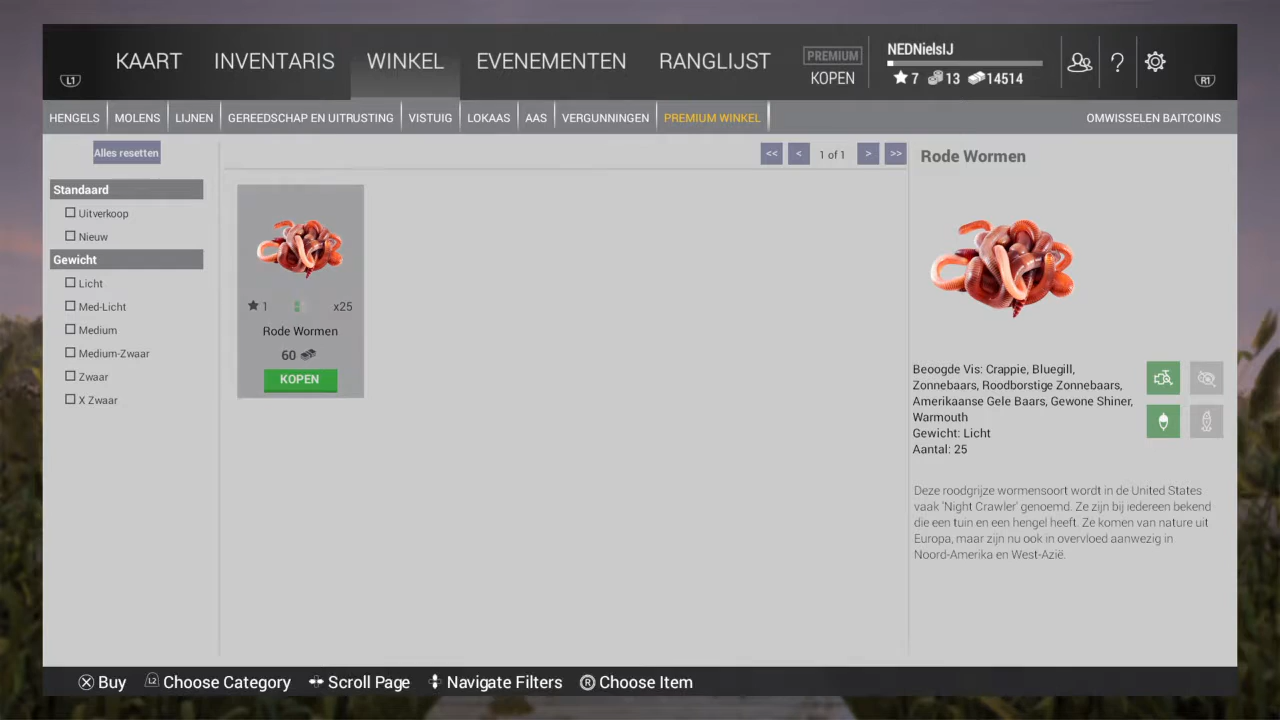 L1
KAART
INVENTARIS
WINKEL
EVENEMENTEN
RANGLIJST
PREMIUM
KOPEN
NEDNielsIJ
7
13
14514
?
R1
HENGELS
MOLENS
LIJNEN
GEREEDSCHAP EN UITRUSTING
VISTUIG
LOKAAS
AAS
VERGUNNINGEN
PREMIUM WINKEL
OMWISSELEN BAITCOINS
Alles resetten
Standaard
Uitverkoop
Nieuw
Gewicht
Licht
Med-Licht
Medium
Medium-Zwaar
Zwaar
X Zwaar
<<
<
1 of 1
>
>>
1
x25
Rode Wormen
60
KOPEN
Rode Wormen
Beoogde Vis: Crappie, Bluegill,
Zonnebaars, Roodborstige Zonnebaars,
Amerikaanse Gele Baars, Gewone Shiner,
Warmouth
Gewicht: Licht
Aantal: 25
Deze roodgrijze wormensoort wordt in de United States
vaak 'Night Crawler' genoemd. Ze zijn bij iedereen bekend
die een tuin en een hengel heeft. Ze komen van nature uit
Europa, maar zijn nu ook in overvloed aanwezig in
Noord-Amerika en West-Azië.
Buy
L2
Choose Category
Scroll Page
Navigate Filters
R
Choose Item